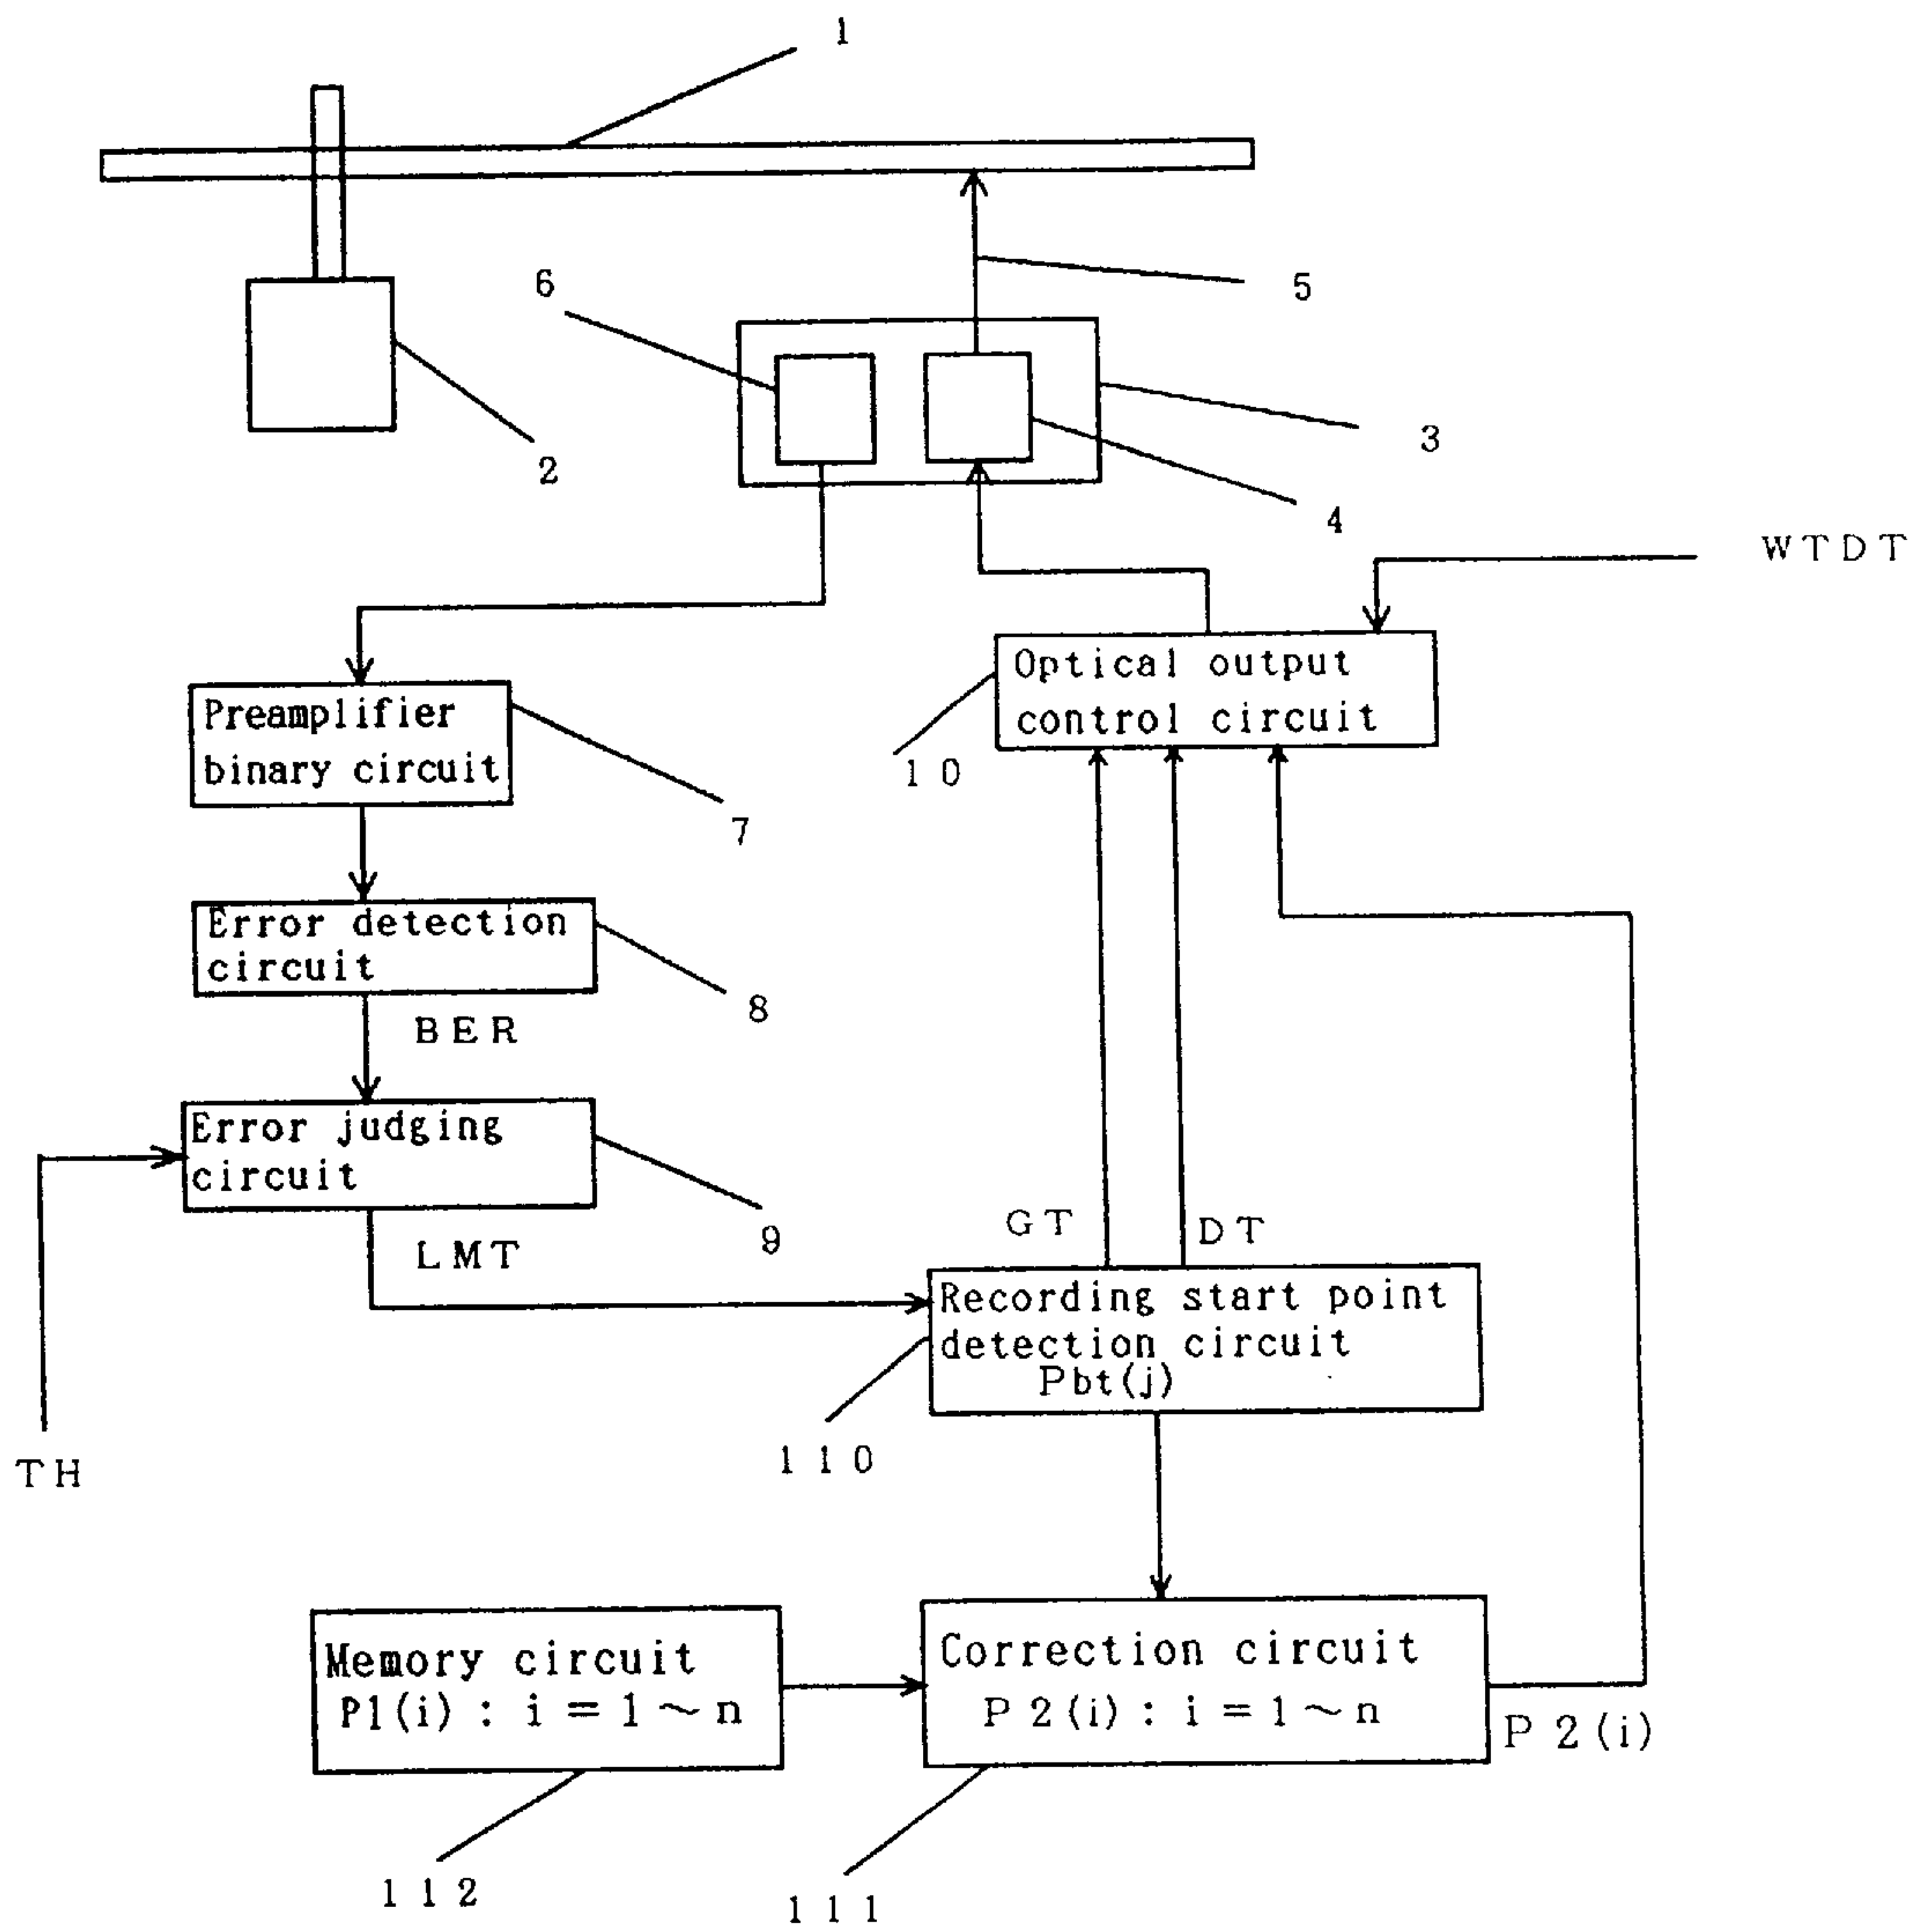 1
6
5
2
3
4
WTDT
Optical output
control circuit
Preamplifier
binary circuit
10
7
Error detection
circuit
8
BER
Error judging
circuit
9
GT
DT
LMT
Recording start point
detection circuit
Pbt(j)
110
TH
Memory circuit
P1(i) : i = 1 ~ n
Correction circuit
P2(i) : i = 1 ~ n
P2(i)
112
111